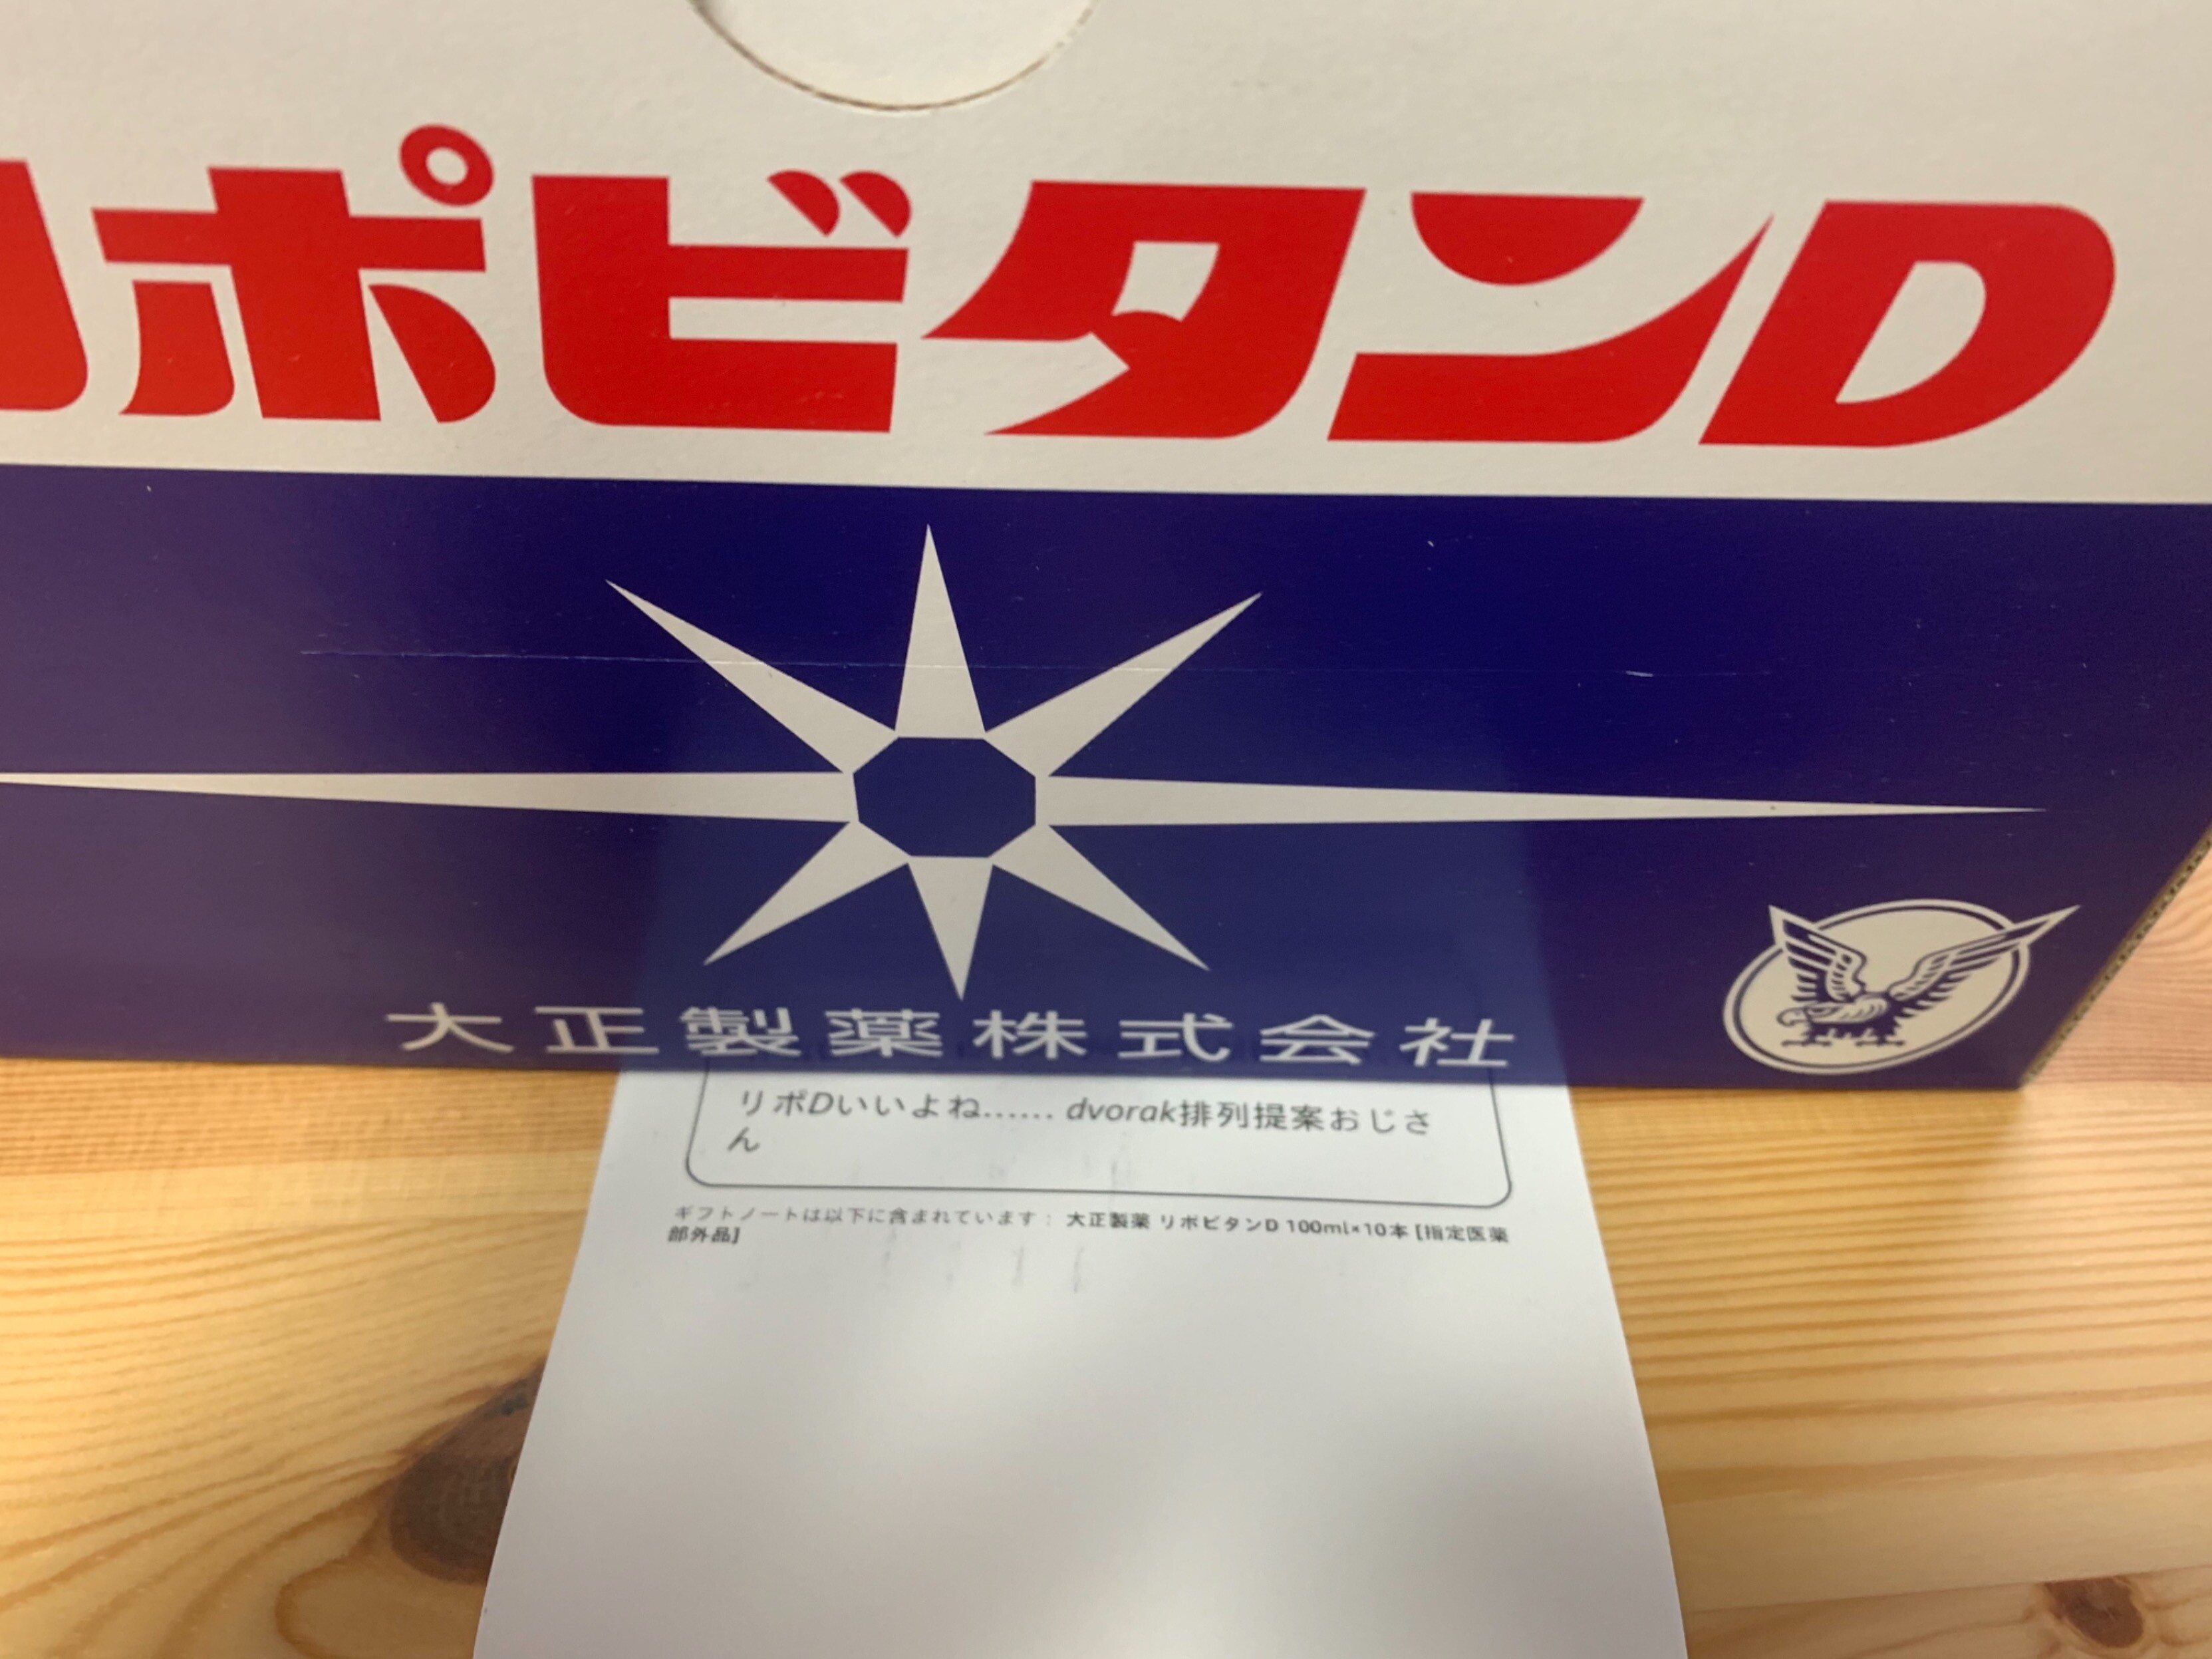 リポビタンD
大正製薬株式会社
リポDいいよね...... dvorak排列提案おじさ
ん
ギフトノートは以下に含まれています: 大正製薬 リポビタンD 100ml×10本 [指定医薬
部外品]